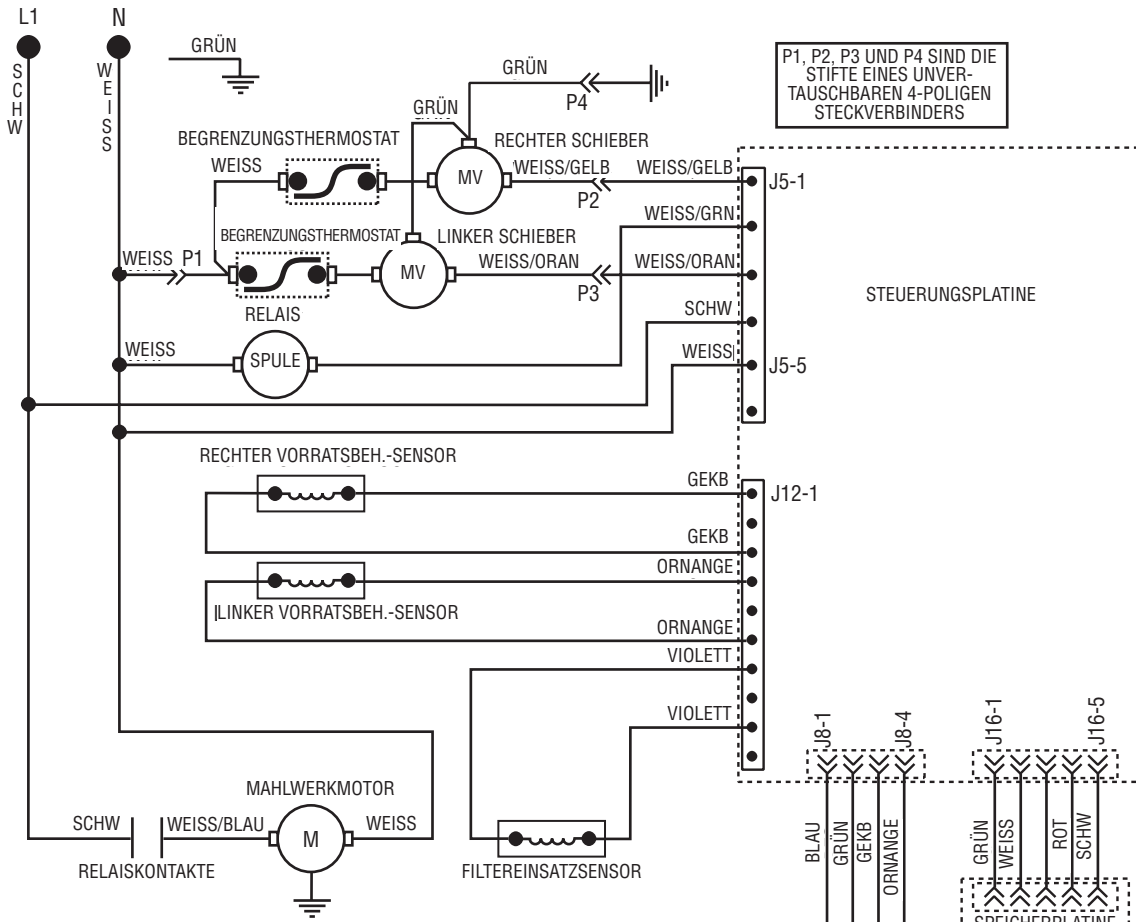 L1
N
SCHW
WEISS
GRÜN
GRÜN
P4
P1, P2, P3 UND P4 SIND DIE
STIFTE EINES UNVER-
TAUSCHBAREN 4-POLIGEN
STECKVERBINDERS
GRÜN
BEGRENZUNGSTHERMOSTAT
RECHTER SCHIEBER
WEISS
MV
WEISS/GELB
WEISS/GELB
J5-1
P2
WEISS/GRN
BEGRENZUNGSTHERMOSTAT
LINKER SCHIEBER
WEISS
P1
MV
WEISS/ORAN
WEISS/ORAN
P3
STEUERUNGSPLATINE
RELAIS
SCHW
WEISS
SPULE
WEISS
J5-5
RECHTER VORRATSBEH.-SENSOR
GEKB
J12-1
GEKB
ORNANGE
LINKER VORRATSBEH.-SENSOR
ORNANGE
VIOLETT
VIOLETT
J8-1
J8-4
J16-1
J16-5
MAHLWERKMOTOR
SCHW
WEISS/BLAU
M
WEISS
RELAISKONTAKTE
FILTEREINSATZSENSOR
BLAU
GRÜN
GEKB
ORNANGE
GRÜN
WEISS
ROT
SCHW
SPEICHERPLATINE